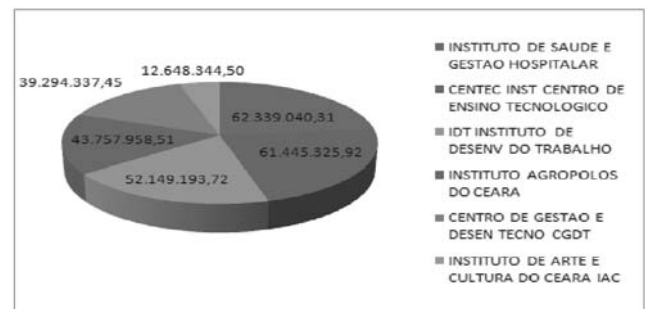 39.294.337,45
12.648.344,50
62.339.040,31
43.757.958,51
61.445.325,92
52.149.193,72
INSTITUTO DE SAUDE E
GESTAO HOSPITALAR
CENTEC INST CENTRO DE
ENSINO TECNOLOGICO
IDT INSTITUTO DE
DESENV DO TRABALHO
INSTITUTO AGROPOLOS
DO CEARA
CENTRO DE GESTAO E
DESEN TECNO CGDT
INSTITUTO DE ARTE E
CULTURA DO CEARA IAC